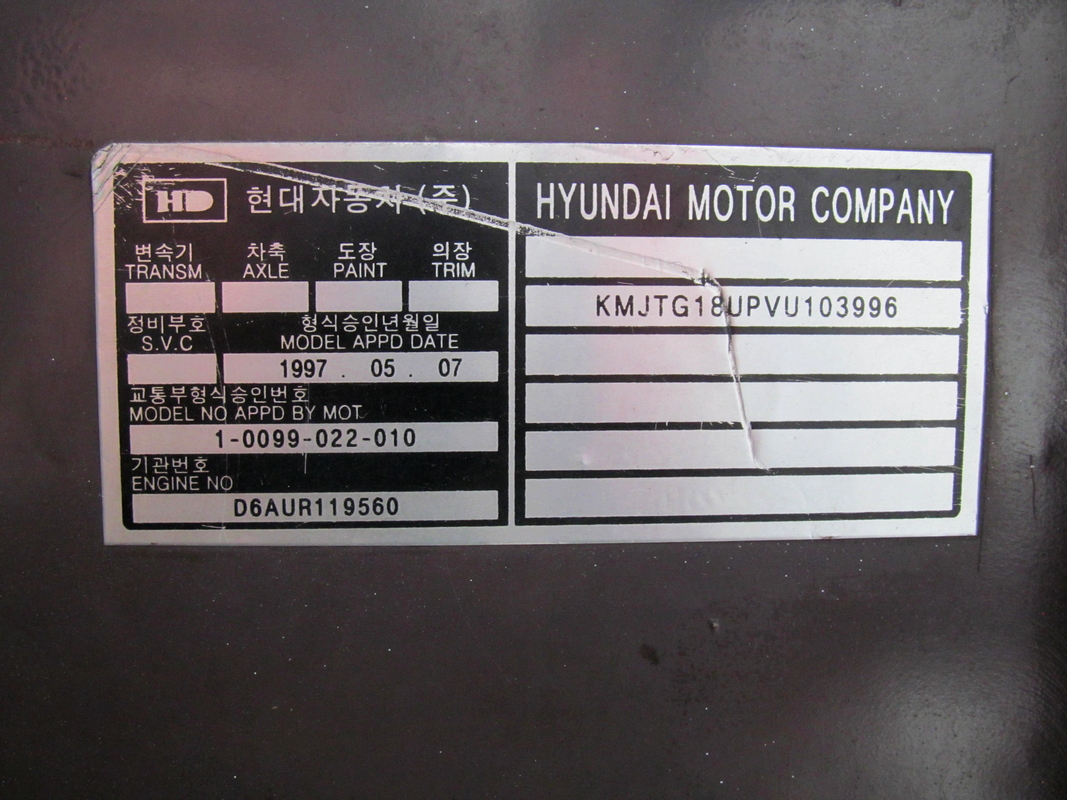 HD 현대자동차(주)
변속기 차축 도장 의장
TRANSM AXLE PAINT TRIM
정비부호 형식승인년월일
S.V.C MODEL APPD DATE
1997 . 05 . 07
교통부형식승인번호
MODEL NO APPD BY MOT
1-0099-022-010
기관번호
ENGINE NO
D6AUR119560
HYUNDAI MOTOR COMPANY
KMJTG18UPVU103996